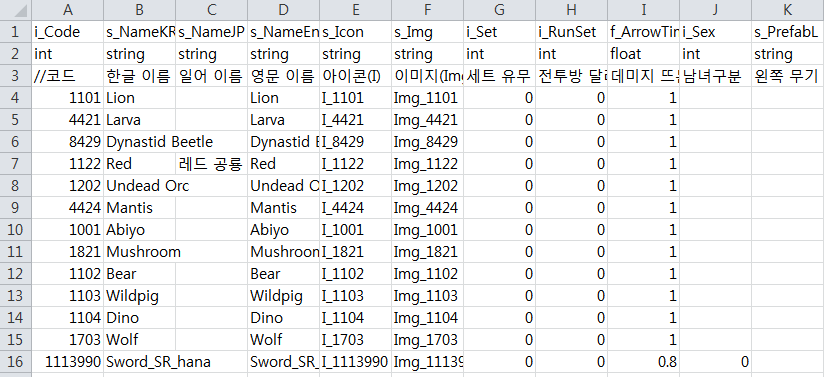 A B C D E F G H I J K
1 i_Code s_NameKR s_NameJP s_NameEn s_Icon s_Img i_Set i_RunSet f_ArrowTin i_Sex s_PrefabL
2 int string string string string string int int float int string
3 //코드 한글 이름 일어 이름 영문 이름 아이콘(I) 이미지(Img 세트 유무 전투방 달리 데미지 뜨는 남녀구분 왼쪽 무기
4 1101 Lion Lion I_1101 Img_1101 0 0 1
5 4421 Larva Larva I_4421 Img_4421 0 0 1
6 8429 Dynastid Beetle Dynastid B I_8429 Img_8429 0 0 1
7 1122 Red 레드 공룡 Red I_1122 Img_1122 0 0 1
8 1202 Undead Orc Undead O I_1202 Img_1202 0 0 1
9 4424 Mantis Mantis I_4424 Img_4424 0 0 1
10 1001 Abiyo Abiyo I_1001 Img_1001 0 0 1
11 1821 Mushroom Mushroom I_1821 Img_1821 0 0 1
12 1102 Bear Bear I_1102 Img_1102 0 0 1
13 1103 Wildpig Wildpig I_1103 Img_1103 0 0 1
14 1104 Dino Dino I_1104 Img_1104 0 0 1
15 1703 Wolf Wolf I_1703 Img_1703 0 0 1
16 1113990 Sword_SR_hana Sword_SR_ I_1113990 Img_11139 0 0 0.8 0